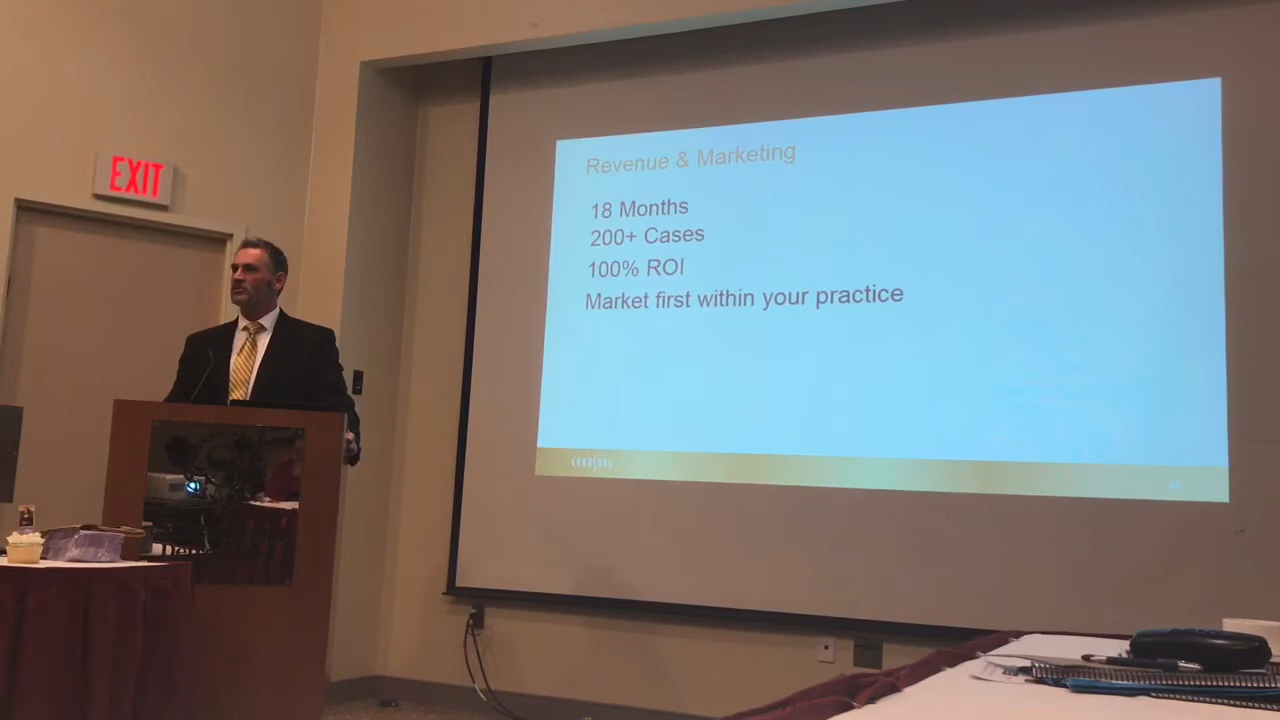 EXIT
Revenue & Marketing
18 Months
200+ Cases
100% ROI
Market first within your practice